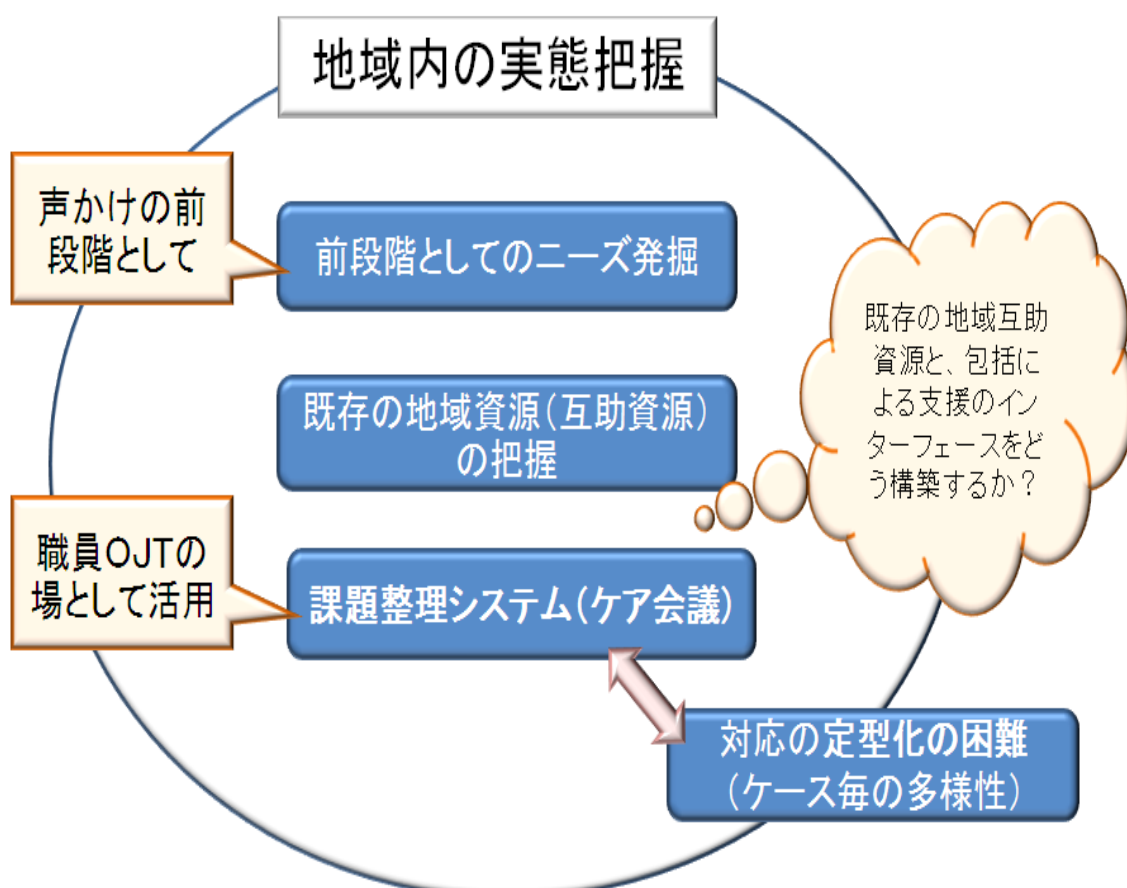 地域内の実態把握
声かけの前
段階として
前段階としてのニーズ発掘
既存の地域資源(互助資源)
の把握
既存の地域互助
資源と、包括に
よる支援のイン
ターフェースをど
う構築するか?
職員OJTの
場として活用
課題整理システム(ケア会議)
対応の定型化の困難
(ケース毎の多様性)